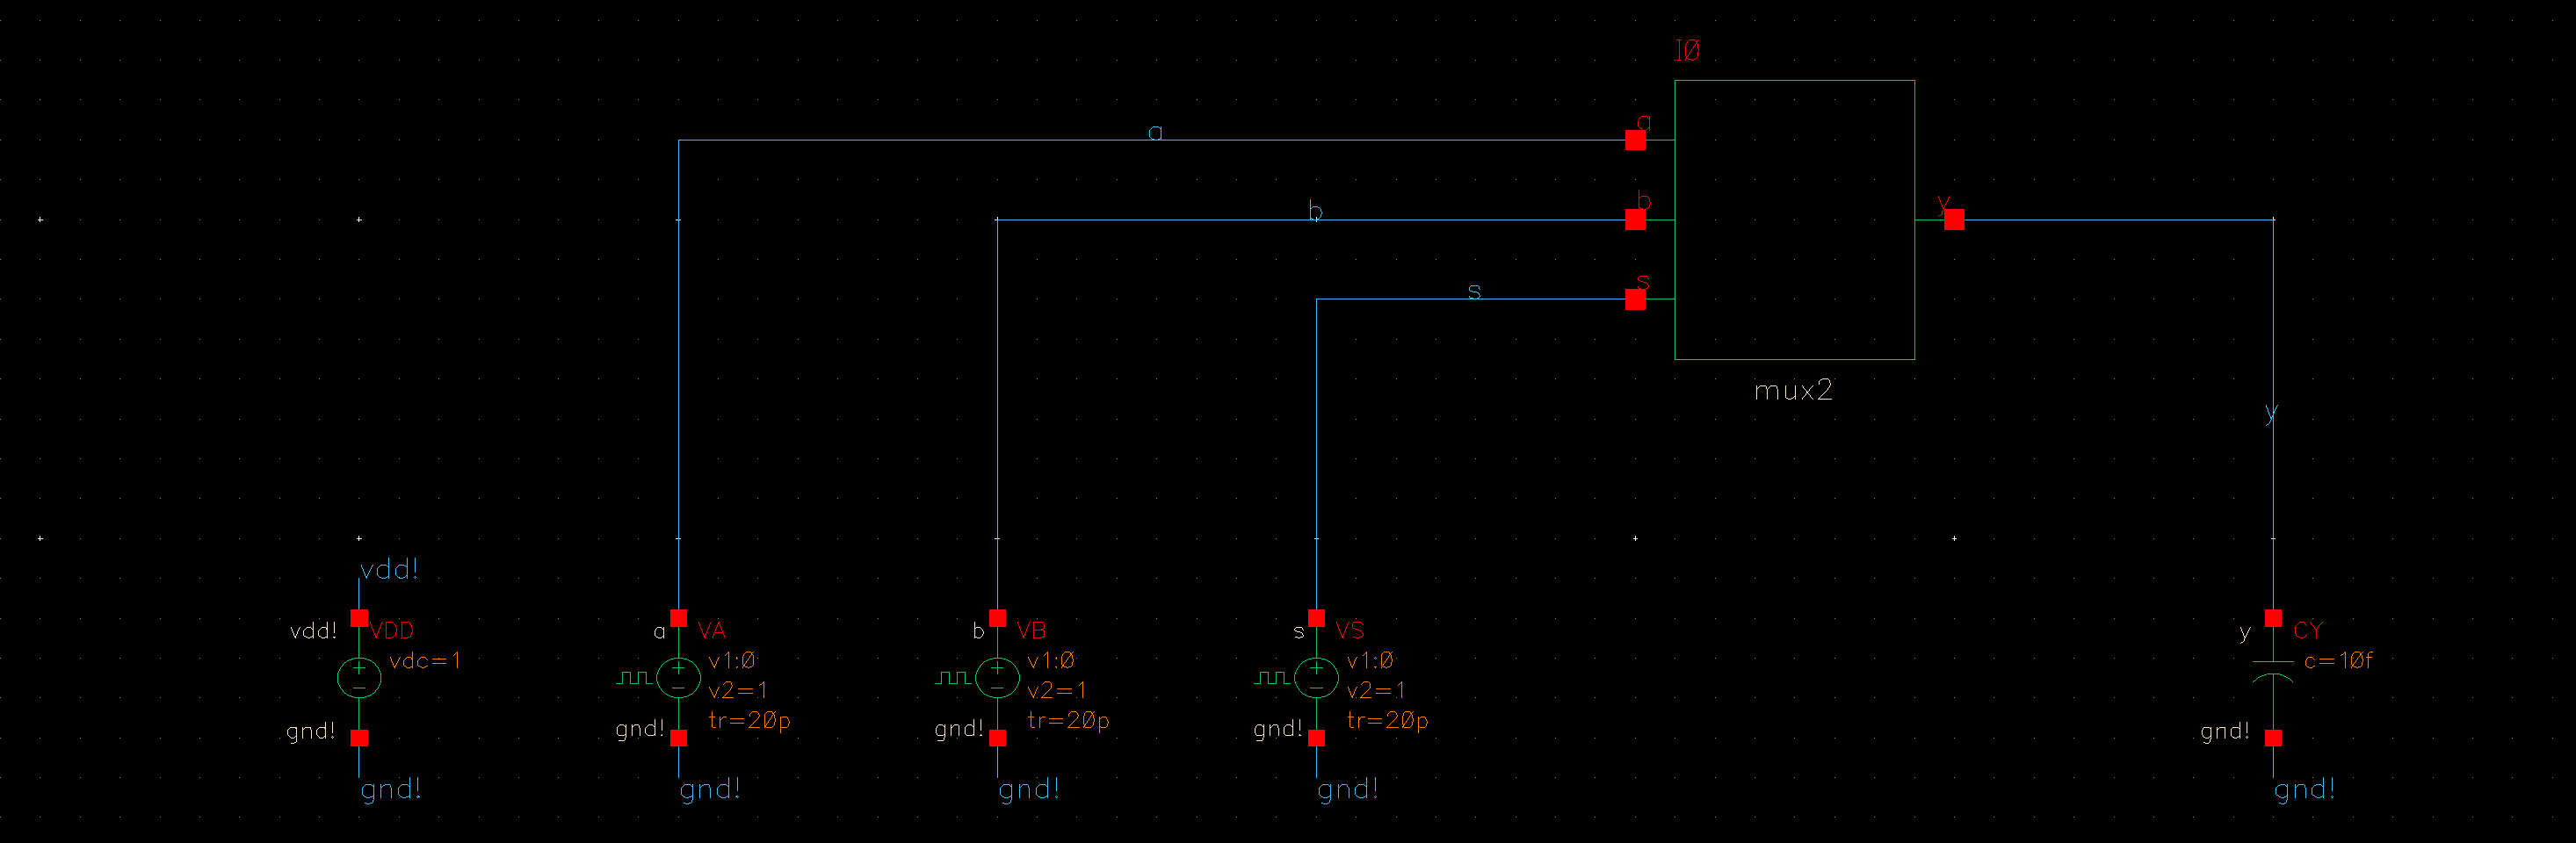 I0
a
a
b
b
s
s
y
mux2
y
vdd!
vdd!
VDD
vdc=1
gnd!
gnd!
a
VA
v1:0
v2=1
tr=20p
gnd!
gnd!
b
VB
v1:0
v2=1
tr=20p
gnd!
gnd!
s
VS
v1:0
v2=1
tr=20p
gnd!
gnd!
y
CY
c=10f
gnd!
gnd!